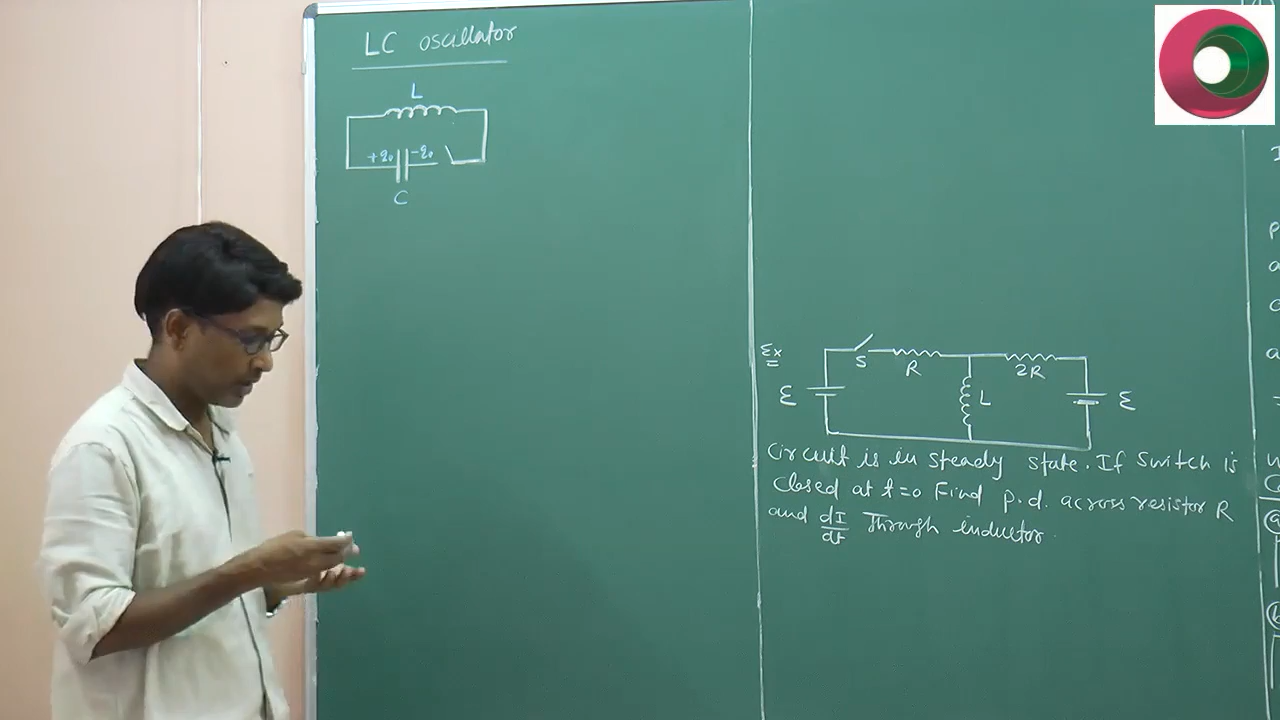 LC oscillator
L
+q₀ -q₀
C
Ex
S R 2R
ε L ε
Circuit is in steady state. If switch is
closed at t=0 Find p.d. across resistor R
and dI/dt Through inductor.